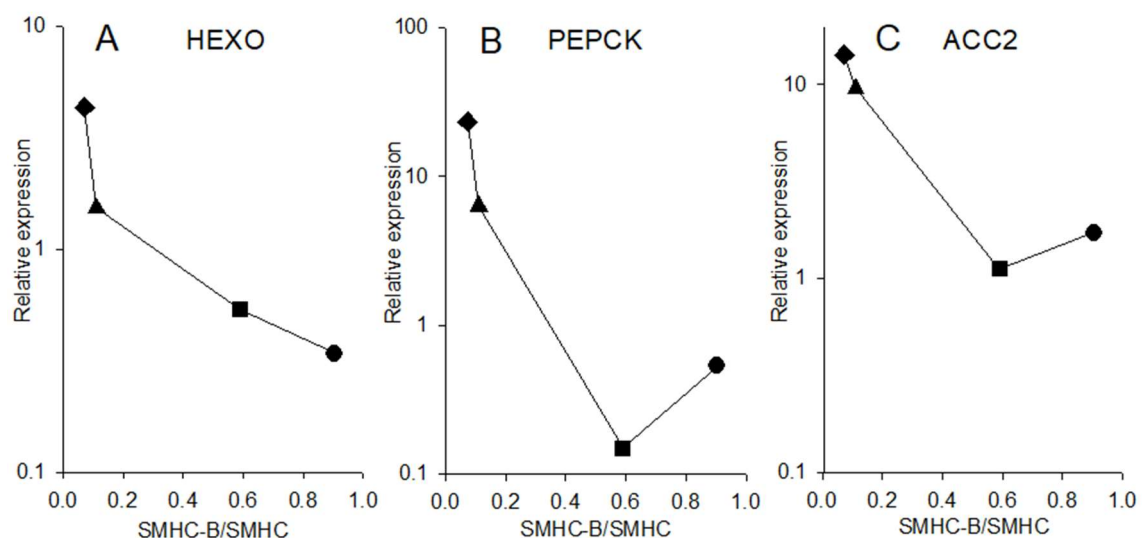 A HEXO
10
1
0.1
Relative expression
0.0 0.2 0.4 0.6 0.8 1.0
SMHC-B/SMHC
B PEPCK
100
10
1
0.1
Relative expression
0.0 0.2 0.4 0.6 0.8 1.0
SMHC-B/SMHC
C ACC2
10
1
0.1
Relative expression
0.0 0.2 0.4 0.6 0.8 1.0
SMHC-B/SMHC